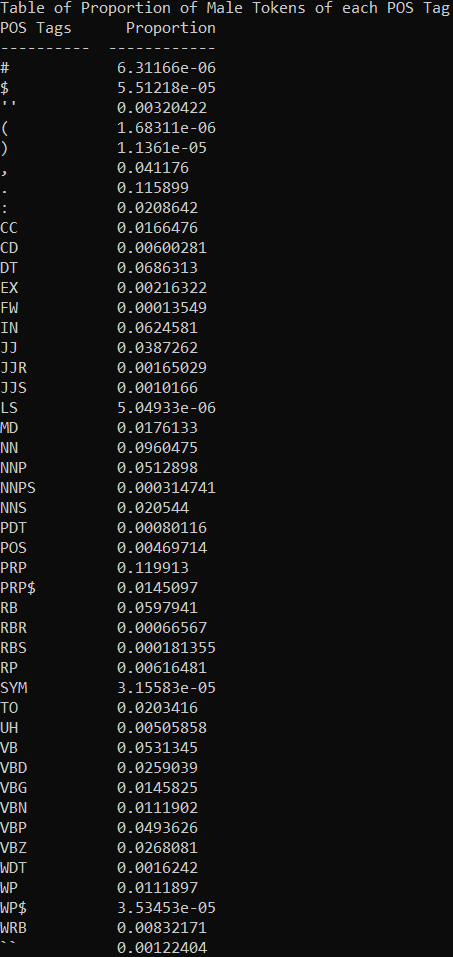 Table of Proportion of Male Tokens of each POS Tag
POS Tags    Proportion
----------  ------------
#           6.31166e-06
$           5.51218e-05
''          0.00320422
(           1.68311e-06
)           1.1361e-05
,           0.041176
.           0.115899
:           0.0208642
CC          0.0166476
CD          0.00600281
DT          0.0686313
EX          0.00216322
FW          0.00013549
IN          0.0624581
JJ          0.0387262
JJR         0.00165029
JJS         0.0010166
LS          5.04933e-06
MD          0.0176133
NN          0.0960475
NNP         0.0512898
NNPS        0.000314741
NNS         0.020544
PDT         0.00080116
POS         0.00469714
PRP         0.119913
PRP$        0.0145097
RB          0.0597941
RBR         0.00066567
RBS         0.000181355
RP          0.00616481
SYM         3.15583e-05
TO          0.0203416
UH          0.00505858
VB          0.0531345
VBD         0.0259039
VBG         0.0145825
VBN         0.0111902
VBP         0.0493626
VBZ         0.0268081
WDT         0.0016242
WP          0.0111897
WP$         3.53453e-05
WRB         0.00832171
``          0.00122404